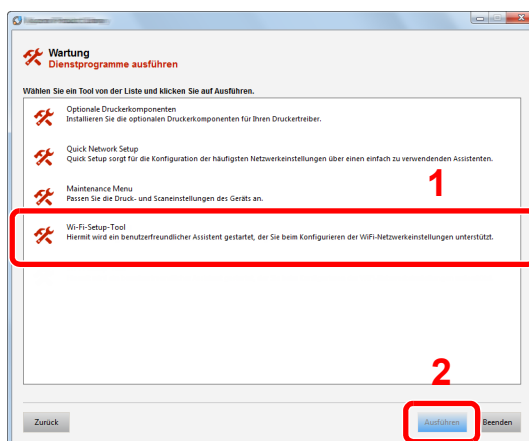 Wartung
Dienstprogramme ausführen
Wählen Sie ein Tool von der Liste und klicken Sie auf Ausführen.
Optionale Druckerkomponenten
Installieren Sie die optionalen Druckerkomponenten für Ihren Druckertreiber.
Quick Network Setup
Quick Setup sorgt für die Konfiguration der häufigsten Netzwerkeinstellungen über einen einfach zu verwendenden Assistenten.
Maintenance Menu
Passen Sie die Druck- und Scaneinstellungen des Geräts an.
1
Wi-Fi-Setup-Tool
Hiermit wird ein benutzerfreundlicher Assistent gestartet, der Sie beim Konfigurieren der WiFi-Netzwerkeinstellungen unterstützt.
2
Zurück
Ausführen
Beenden